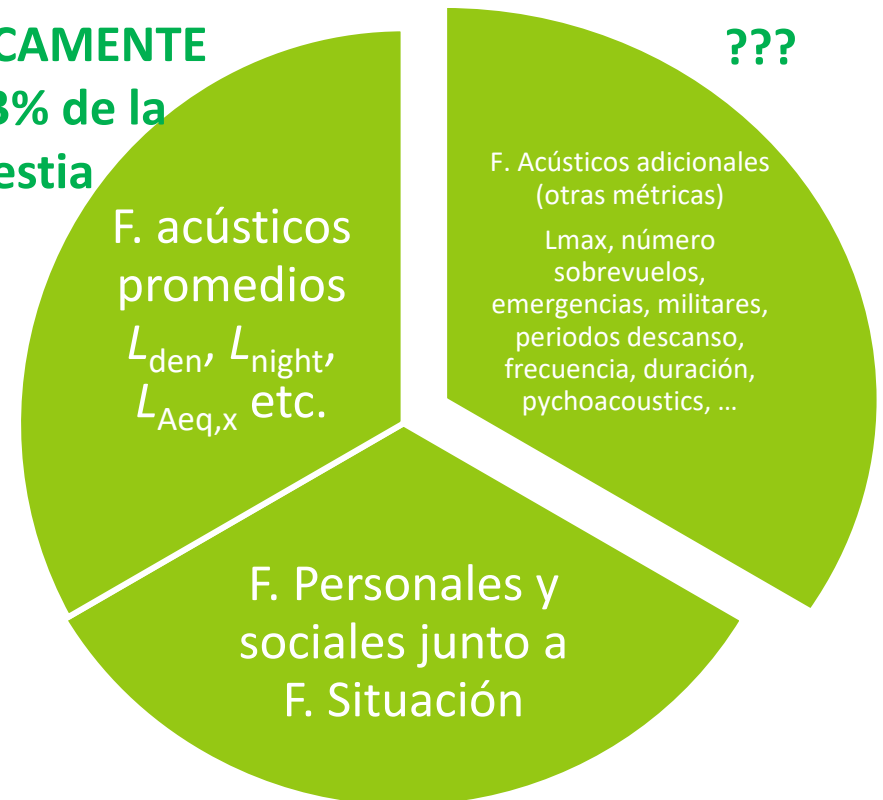 CAMENTE
3% de la
estia
???
F. acústicos
promedios
Lden, Lnight,
LAeq,x etc.
F. Acústicos adicionales
(otras métricas)
Lmax, número
sobrevuelos,
emergencias, militares,
periodos descanso,
frecuencia, duración,
pychoacoustics, ...
F. Personales y
sociales junto a
F. Situación